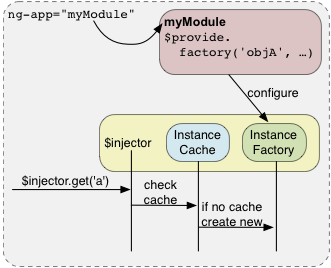 ng-app="myModule"
myModule
$provide.
factory('objA', …)
configure
$injector
Instance
Cache
Instance
Factory
$injector.get('a')
check
cache
if no cache
create new